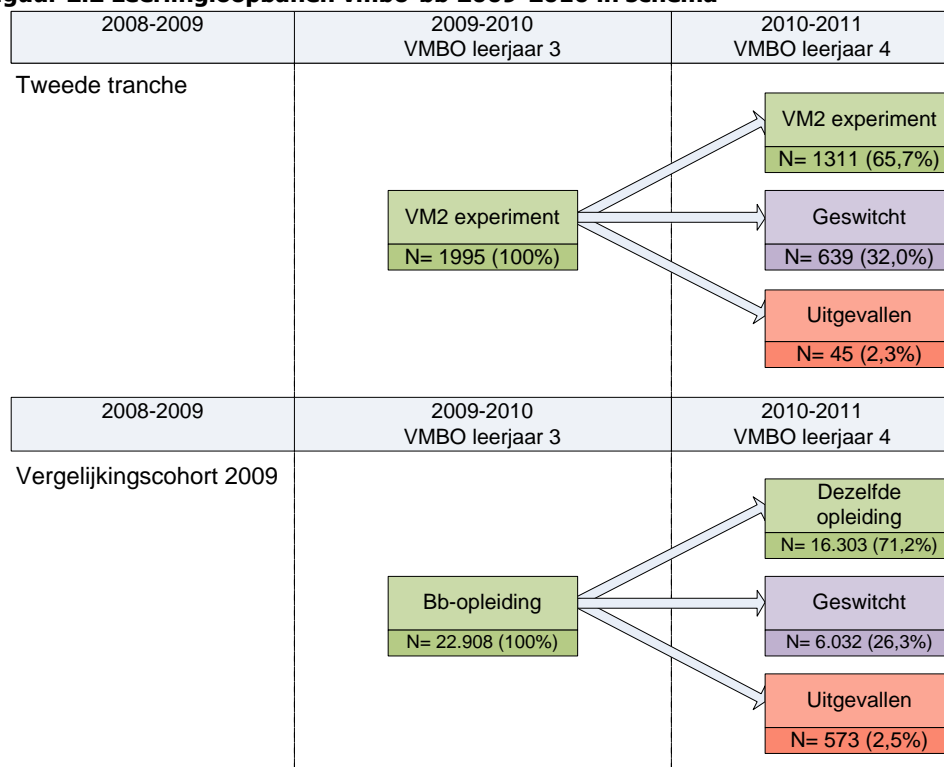 2008-2009
2009-2010
VMBO leerjaar 3
2010-2011
VMBO leerjaar 4
Tweede tranche
VM2 experiment
N= 1311 (65,7%)
VM2 experiment
N= 1995 (100%)
Geswitcht
N= 639 (32,0%)
Uitgevallen
N= 45 (2,3%)
2008-2009
2009-2010
VMBO leerjaar 3
2010-2011
VMBO leerjaar 4
Vergelijkingscohort 2009
Dezelfde
opleiding
N= 16.303 (71,2%)
Bb-opleiding
N= 22.908 (100%)
Geswitcht
N= 6.032 (26,3%)
Uitgevallen
N= 573 (2,5%)